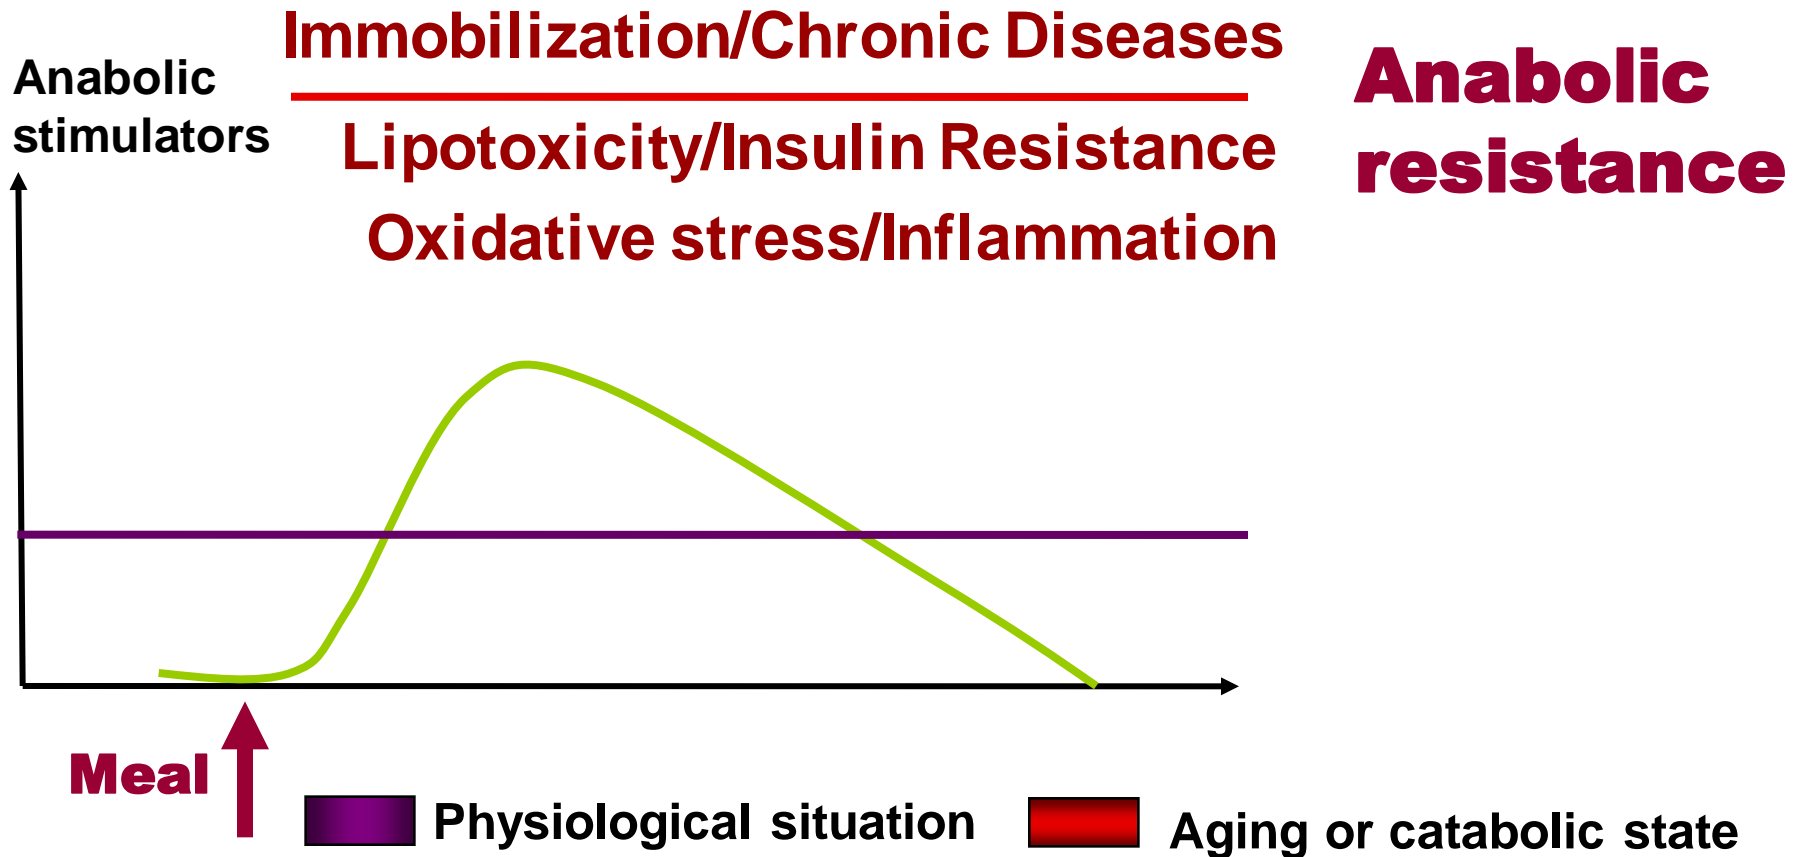 Immobilization/Chronic Diseases
Anabolic
stimulators
Lipotoxicity/Insulin Resistance
Oxidative stress/Inflammation
Anabolic
resistance
Meal
Physiological situation
Aging or catabolic state